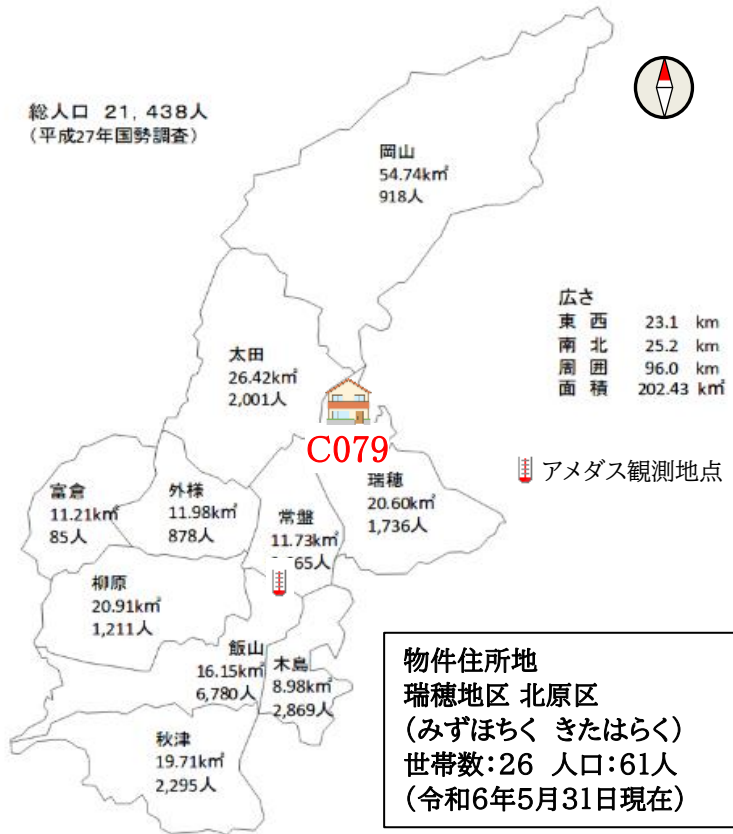 総人口 21,438人
（平成27年国勢調査）
岡山
54.74k㎡
918人
広さ
東 西 23.1 km
南 北 25.2 km
周 囲 96.0 km
面 積 202.43 k㎡
太田
26.42k㎡
2,001人
C079
アメダス観測地点
瑞穂
20.60k㎡
1,736人
富倉
11.21k㎡
85人
外様
11.98k㎡
878人
常盤
11.73k㎡
65人
柳原
20.91k㎡
1,211人
飯山
16.15k㎡
6,780人
木島
8.98k㎡
2,869人
秋津
19.71k㎡
2,295人
物件住所地
瑞穂地区 北原区
(みずほちく きたはらく)
世帯数:26 人口:61人
(令和6年5月31日現在)